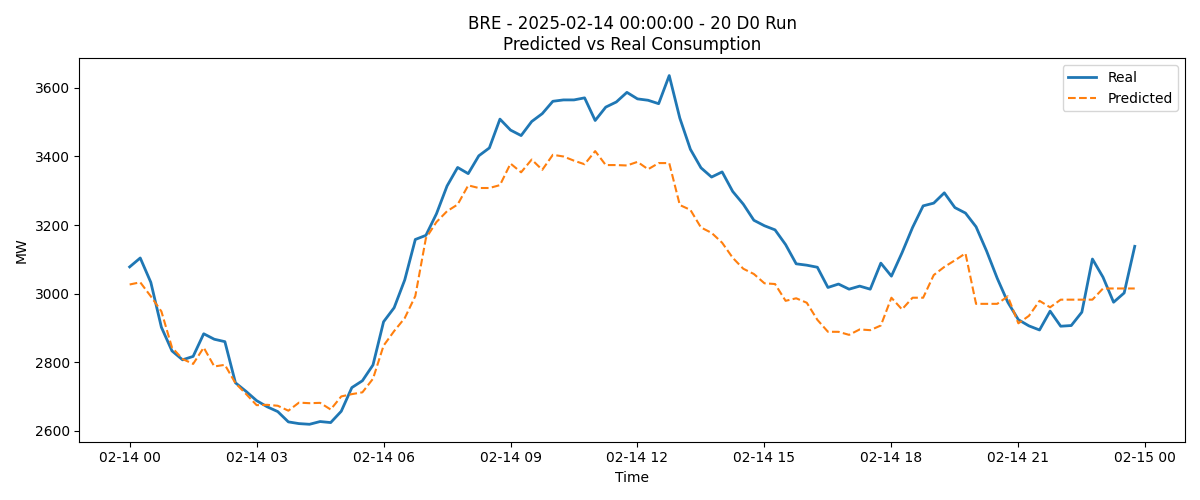 BRE - 2025-02-14 00:00:00 - 20 D0 Run
Predicted vs Real Consumption
Real
Predicted
MW
3600
3400
3200
3000
2800
2600
02-14 00
02-14 03
02-14 06
02-14 09
02-14 12
02-14 15
02-14 18
02-14 21
02-15 00
Time